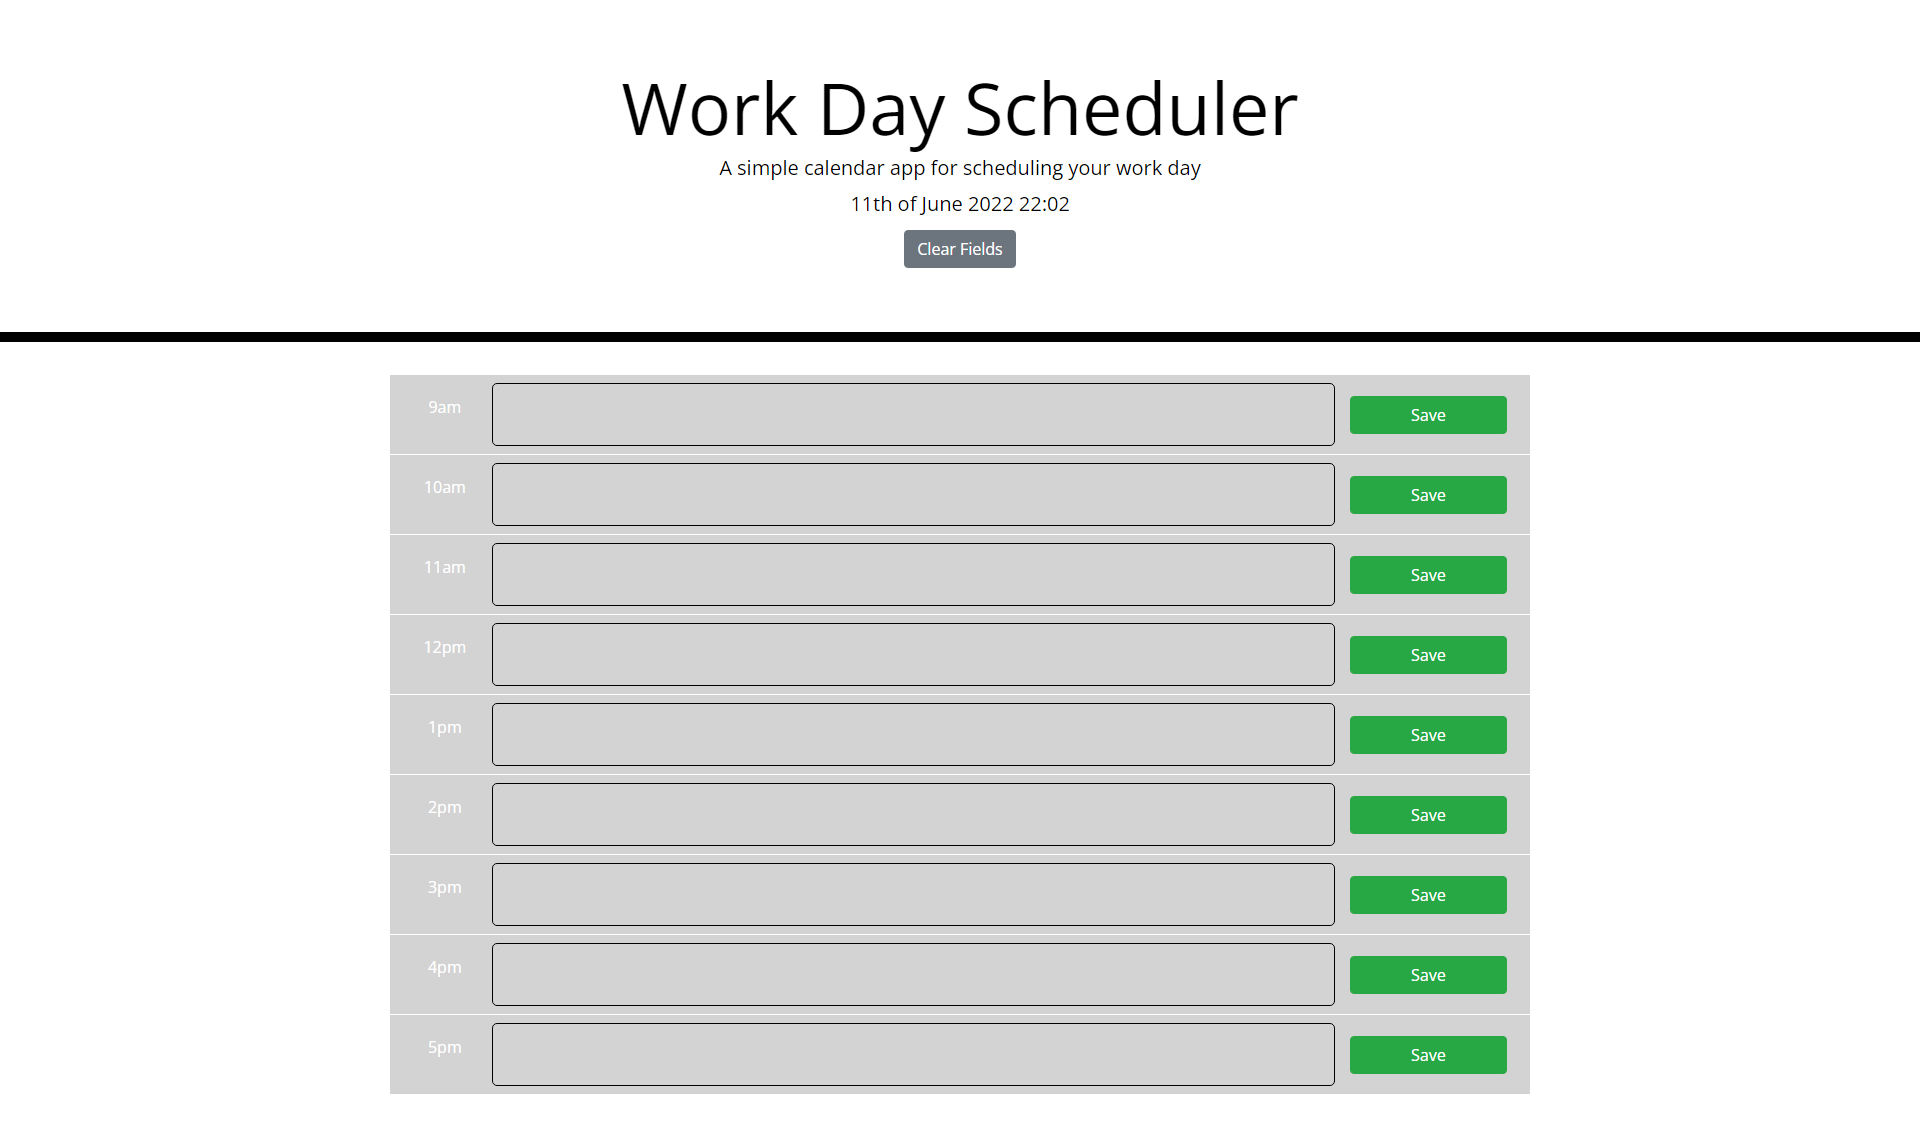 Work Day Scheduler
A simple calendar app for scheduling your work day
11th of June 2022 22:02
Clear Fields
9am Save
10am Save
11am Save
12pm Save
1pm Save
2pm Save
3pm Save
4pm Save
5pm Save